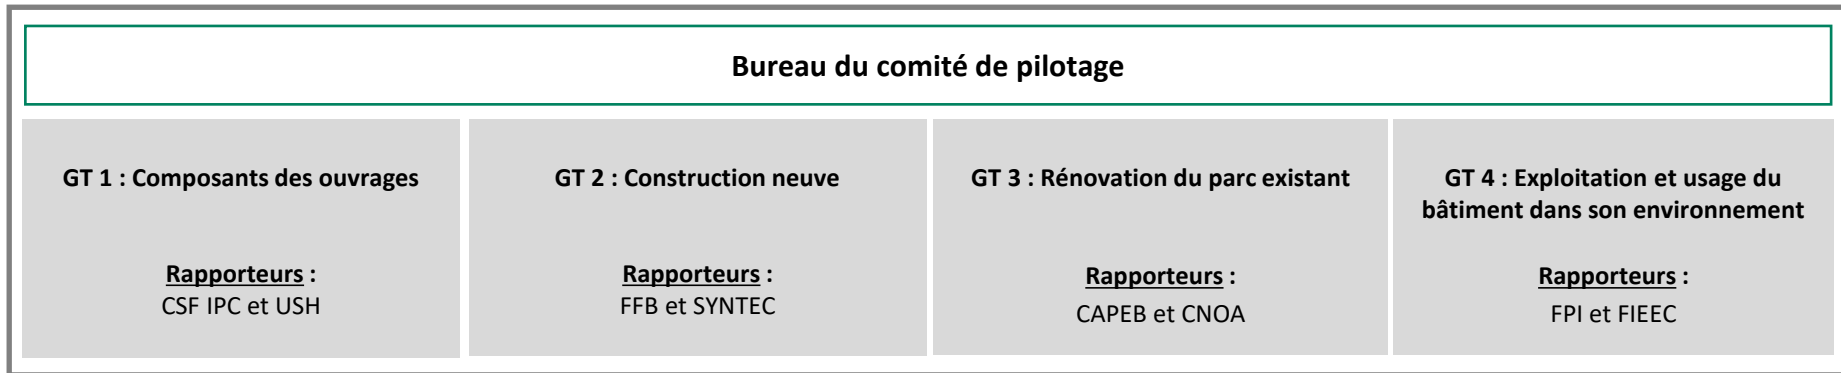 Bureau du comité de pilotage
GT 1 : Composants des ouvrages
Rapporteurs :
CSF IPC et USH
GT 2 : Construction neuve
Rapporteurs :
FFB et SYNTEC
GT 3 : Rénovation du parc existant
Rapporteurs :
CAPEB et CNOA
GT 4 : Exploitation et usage du
bâtiment dans son environnement
Rapporteurs :
FPI et FIEEC